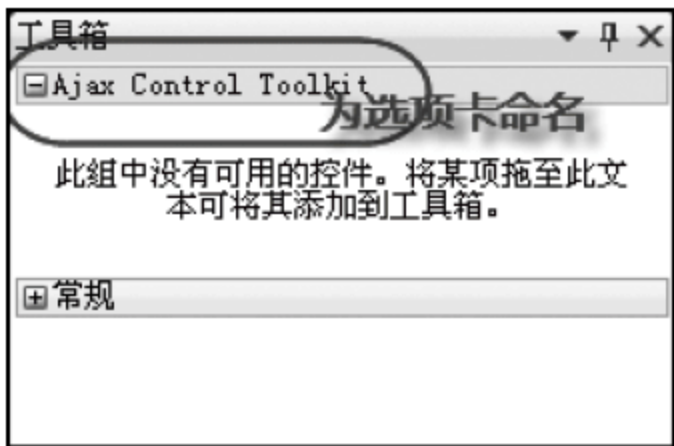 工具箱
Ajax Control Toolkit
为选项卡命名
此组中没有可用的控件。将某项拖至此文
本可将其添加到工具箱。
常规